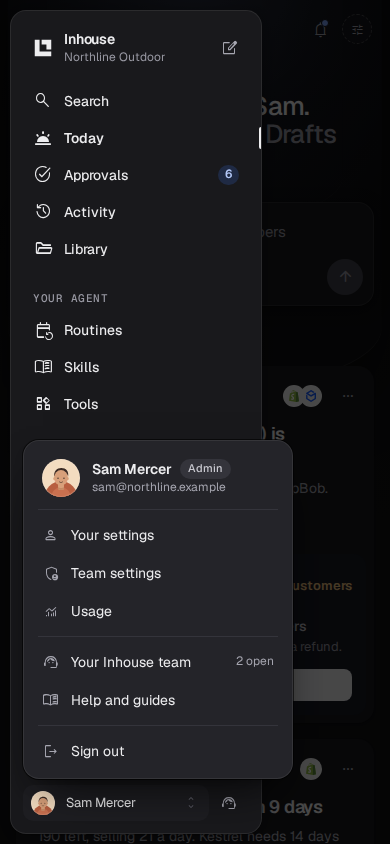 Inhouse
Northline Outdoor
Sam.
Drafts
Search
Today
Approvals 6
Activity
Library
YOUR AGENT
Routines
Skills
Tools
) is
oBob.
Sam Mercer Admin
sam@northline.example
Your settings
Team settings
Usage
ustomers
rs
a refund.
Your Inhouse team 2 open
Help and guides
Sign out
Sam Mercer
9 days
190 left, selling 21 a day. Kestrel needs 14 days